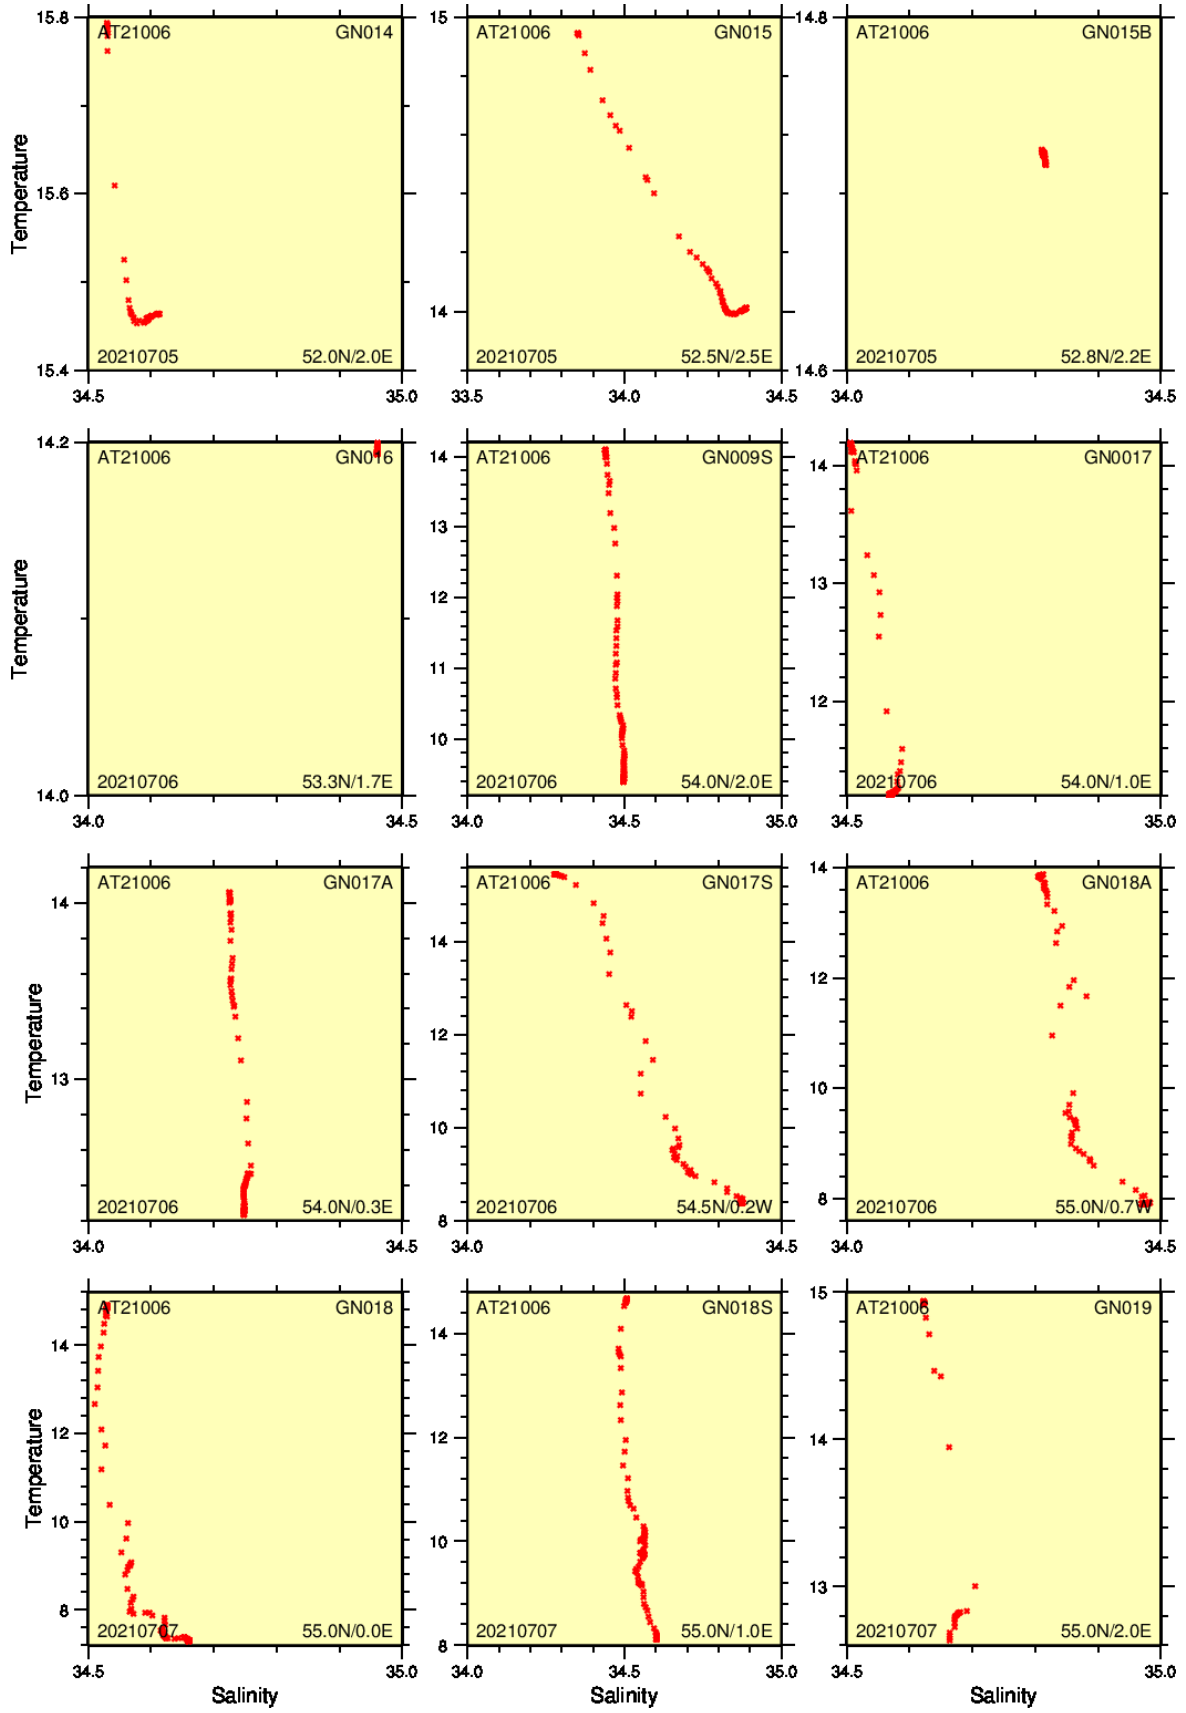 15.8
AT21006 GN014
15.6
Temperature
20210705 52.0N/2.0E
15.4
34.5 35.0
15
AT21006 GN015
14
20210705 52.5N/2.5E
33.5 34.0 34.5
14.8
AT21006 GN015B
20210705 52.8N/2.2E
14.6
34.0 34.5
14.2
AT21006 GN016
Temperature
20210706 53.3N/1.7E
14.0
34.0 34.5
14
AT21006 GN009S
13
12
11
10
20210706 54.0N/2.0E
34.0 34.5 35.0
14
AT21006 GN0017
13
12
20210706 54.0N/1.0E
34.5 35.0
AT21006 GN017A
14
Temperature
13
20210706 54.0N/0.3E
34.0 34.5
AT21006 GN017S
14
12
10
20210706 54.5N/0.2W
8
34.0 34.5 35.0
14
AT21006 GN018A
12
10
8
20210706 55.0N/0.7W
34.0 34.5
AT21006 GN018
14
12
Temperature
10
8
20210707 55.0N/0.0E
34.5 35.0
Salinity
AT21006 GN018S
14
12
10
20210707 55.0N/1.0E
8
34.0 34.5 35.0
Salinity
15
AT21006 GN019
14
13
20210707 55.0N/2.0E
34.5 35.0
Salinity